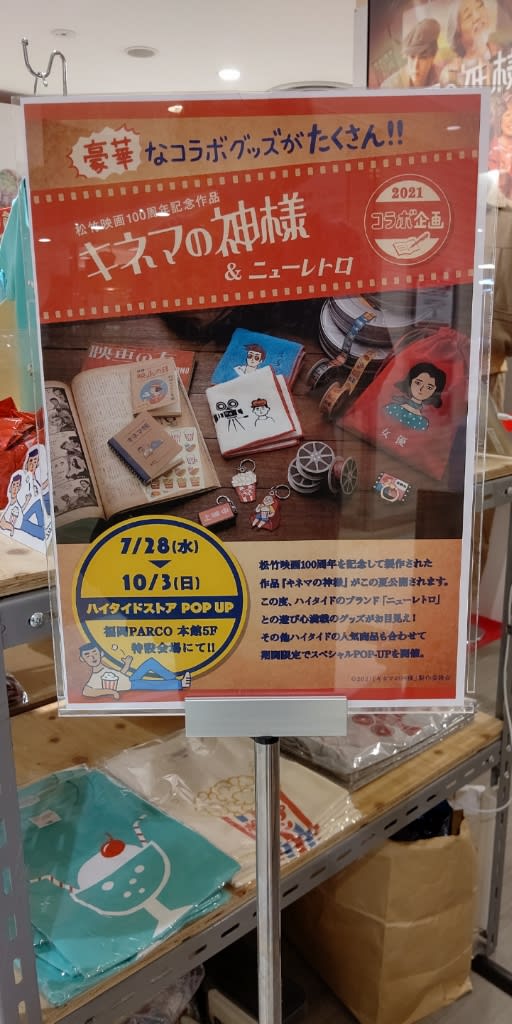 神様
豪華なコラボグッズがたくさん!!
松竹映画100周年記念作品
キネマの神様
& ニューレトロ
2021
コラボ企画
女優
7/28(水)
10/3(日)
ハイタイドストア POP UP
福岡PARCO 本館5F
特設会場にて!!
松竹映画100周年を記念して製作された
作品『キネマの神様』がこの夏公開されます。
この度、ハイタイドのブランド「ニューレトロ」
との遊び心満載のグッズがお目見え!
その他ハイタイドの人気商品も合わせて
期間限定でスペシャルPOP-UPを開催。
©2021「キネマの神様」製作委員会